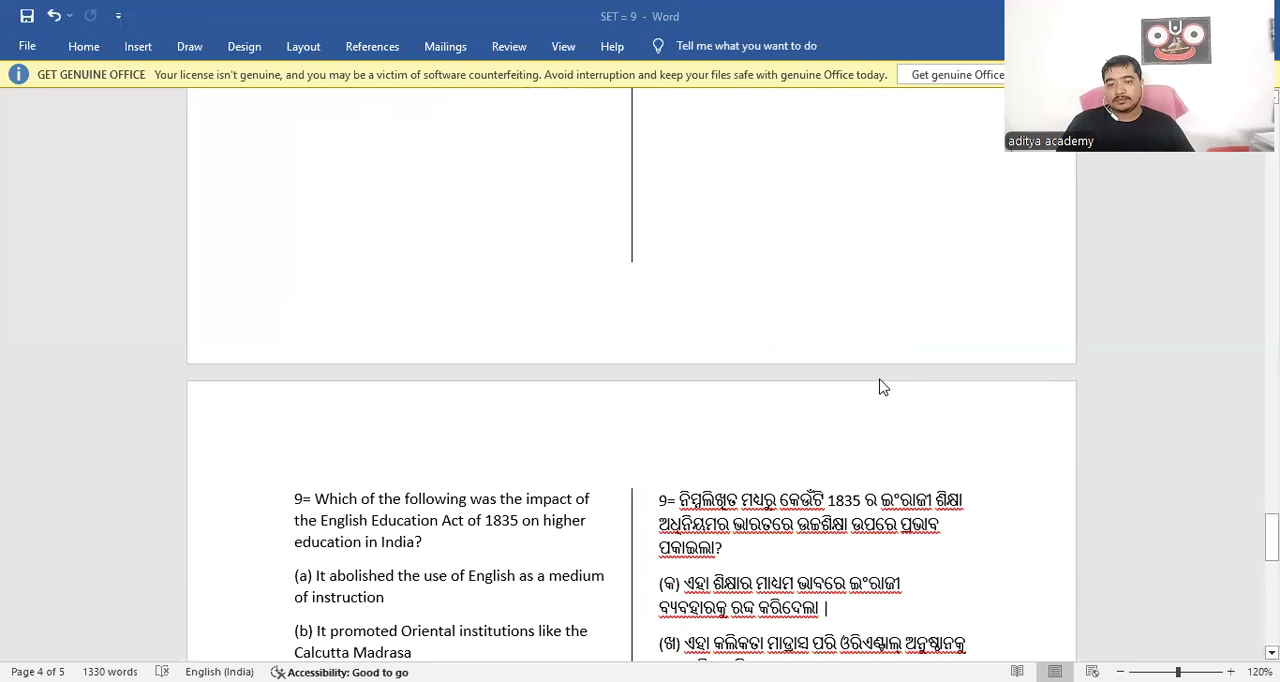 SET = 9 - Word
File Home Insert Draw Design Layout References Mailings Review View Help Tell me what you want to do
GET GENUINE OFFICE Your license isn't genuine, and you may be a victim of software counterfeiting. Avoid interruption and keep your files safe with genuine Office today. Get genuine Office
aditya academy
9= Which of the following was the impact of
the English Education Act of 1835 on higher
education in India?
(a) It abolished the use of English as a medium
of instruction
(b) It promoted Oriental institutions like the
Calcutta Madrasa
9= ନିମ୍ନଲିଖିତ ମଧ୍ୟରୁ କେଉଁଟି 1835 ର ଇଂରାଜୀ ଶିକ୍ଷା
ଅଧିନିୟମର ଭାରତରେ ଉଚ୍ଚଶିକ୍ଷା ଉପରେ ପ୍ରଭାବ
ପକାଇଲା?
(କ) ଏହା ଶିକ୍ଷାର ମାଧ୍ୟମ ଭାବରେ ଇଂରାଜୀ
ବ୍ୟବହାରକୁ ରଦ୍ଦ କରିଦେଲା |
(ଖ) ଏହା କଲିକତା ମାଡ୍ରାସ ପରି ଓରିଏଣ୍ଟାଲ୍ ଅନୁଷ୍ଠାନକୁ
Page 4 of 5 1330 words English (India) Accessibility: Good to go 120%